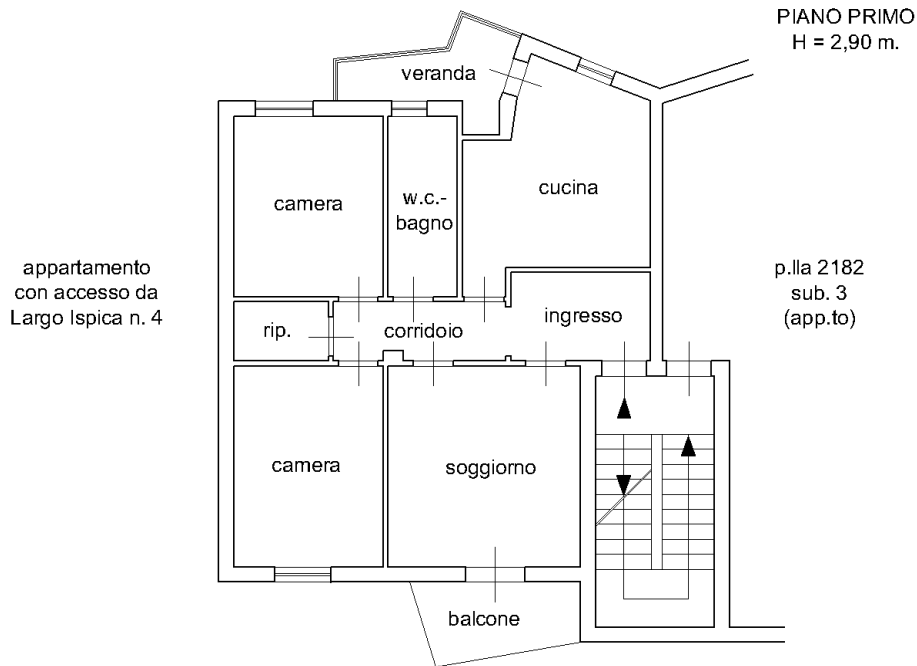 PIANO PRIMO
H = 2,90 m.
veranda
camera
w.c.-
bagno
cucina
appartamento
con accesso da
Largo Ispica n. 4
p.lla 2182
sub. 3
(app.to)
rip.
corridoio
ingresso
camera
soggiorno
balcone